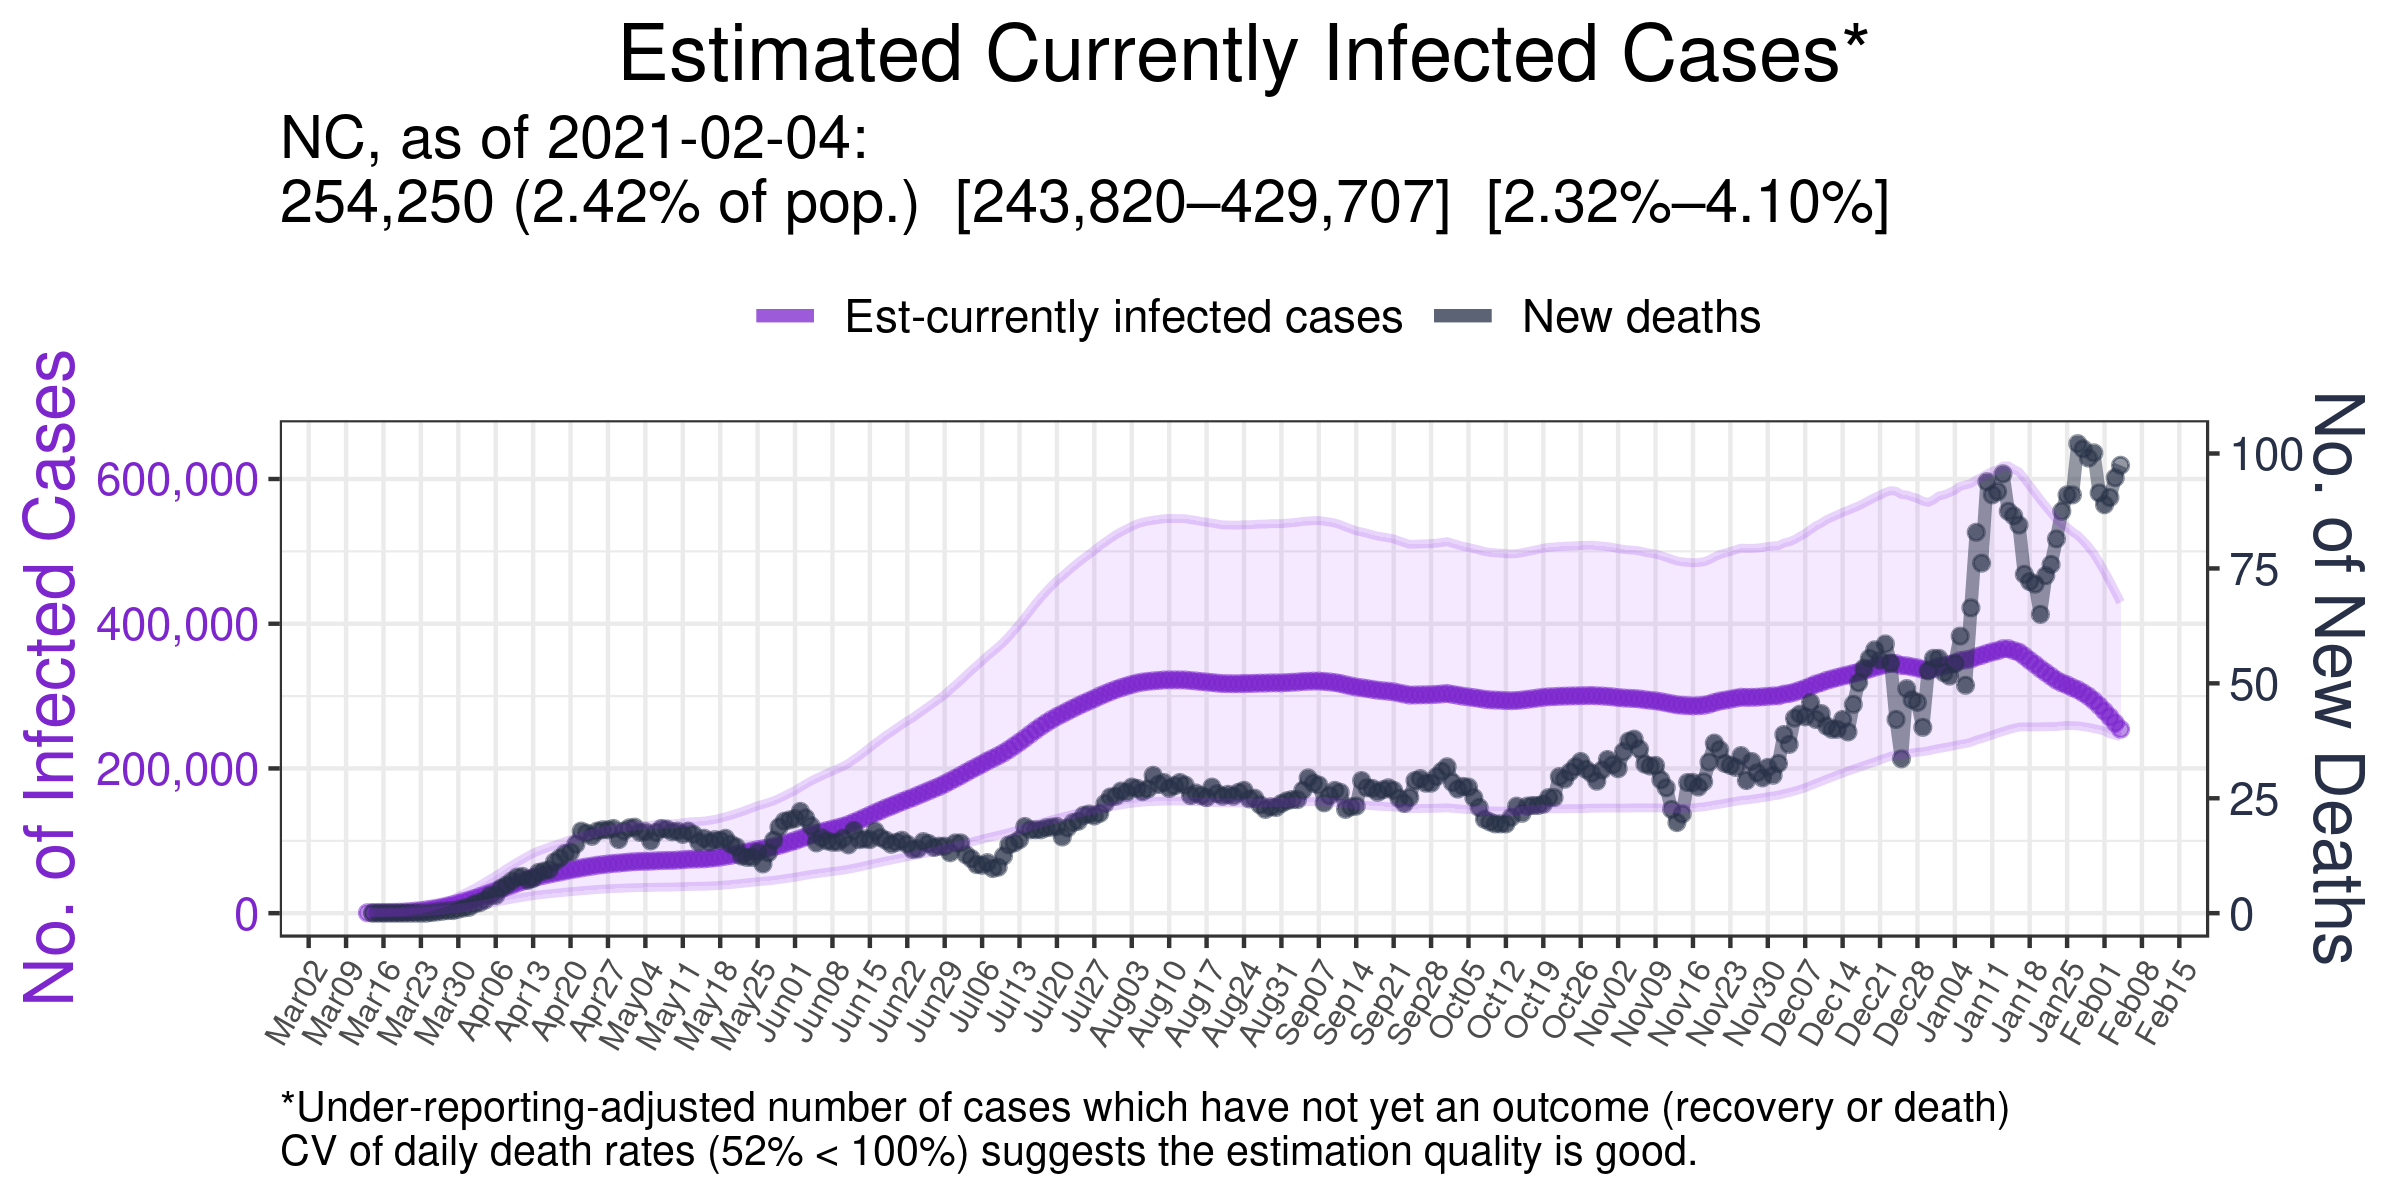 Estimated Currently Infected Cases*
NC, as of 2021-02-04:
254,250 (2.42% of pop.) [243,820–429,707] [2.32%–4.10%]
Est-currently infected cases
New deaths
No. of Infected Cases
600,000
400,000
200,000
0
100
75
50
25
0
No. of New Deaths
Mar02
Mar09
Mar16
Mar23
Mar30
Apr06
Apr13
Apr20
Apr27
May04
May11
May18
May25
Jun01
Jun08
Jun15
Jun22
Jun29
Jul06
Jul13
Jul20
Jul27
Aug03
Aug10
Aug17
Aug24
Aug31
Sep07
Sep14
Sep21
Sep28
Oct05
Oct12
Oct19
Oct26
Nov02
Nov09
Nov16
Nov23
Nov30
Dec07
Dec14
Dec21
Dec28
Jan04
Jan11
Jan18
Jan25
Feb01
Feb08
Feb15
*Under-reporting-adjusted number of cases which have not yet an outcome (recovery or death)
CV of daily death rates (52% < 100%) suggests the estimation quality is good.